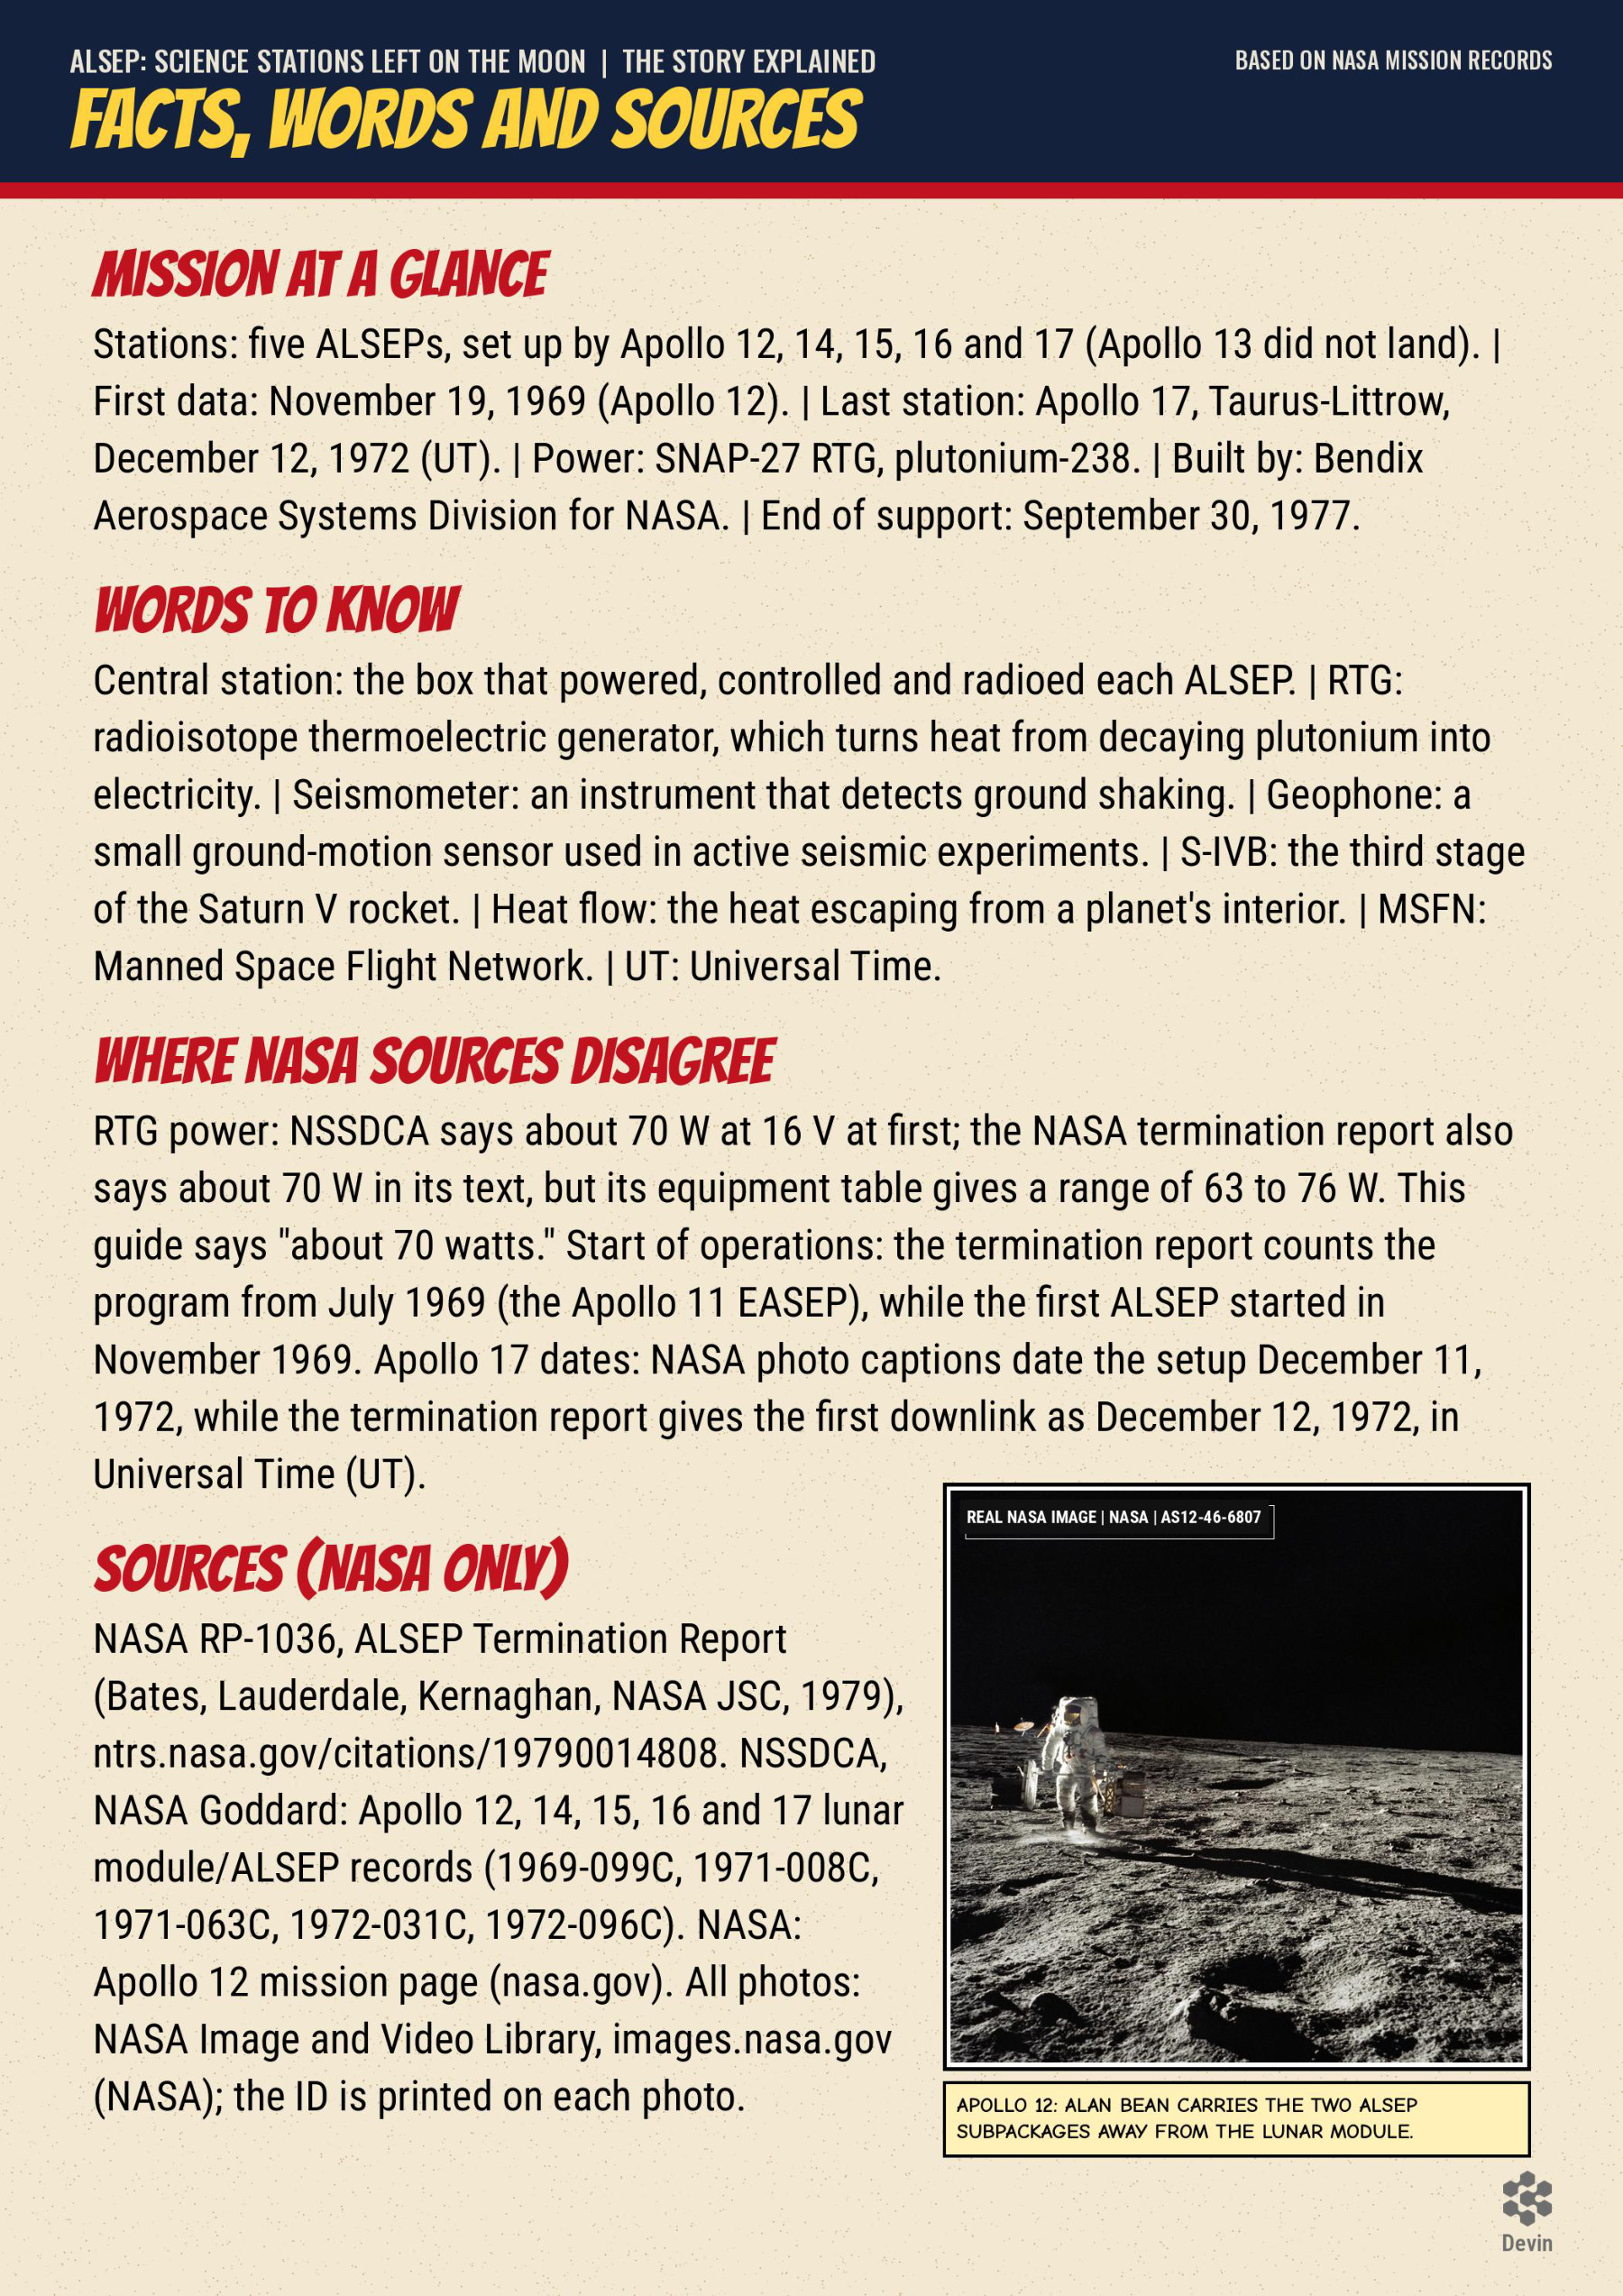 ALSEP: SCIENCE STATIONS LEFT ON THE MOON | THE STORY EXPLAINED
BASED ON NASA MISSION RECORDS
FACTS, WORDS AND SOURCES
MISSION AT A GLANCE
Stations: five ALSEPs, set up by Apollo 12, 14, 15, 16 and 17 (Apollo 13 did not land). |
First data: November 19, 1969 (Apollo 12). | Last station: Apollo 17, Taurus-Littrow,
December 12, 1972 (UT). | Power: SNAP-27 RTG, plutonium-238. | Built by: Bendix
Aerospace Systems Division for NASA. | End of support: September 30, 1977.
WORDS TO KNOW
Central station: the box that powered, controlled and radioed each ALSEP. | RTG:
radioisotope thermoelectric generator, which turns heat from decaying plutonium into
electricity. | Seismometer: an instrument that detects ground shaking. | Geophone: a
small ground-motion sensor used in active seismic experiments. | S-IVB: the third stage
of the Saturn V rocket. | Heat flow: the heat escaping from a planet's interior. | MSFN:
Manned Space Flight Network. | UT: Universal Time.
WHERE NASA SOURCES DISAGREE
RTG power: NSSDCA says about 70 W at 16 V at first; the NASA termination report also
says about 70 W in its text, but its equipment table gives a range of 63 to 76 W. This
guide says "about 70 watts." Start of operations: the termination report counts the
program from July 1969 (the Apollo 11 EASEP), while the first ALSEP started in
November 1969. Apollo 17 dates: NASA photo captions date the setup December 11,
1972, while the termination report gives the first downlink as December 12, 1972, in
Universal Time (UT).
SOURCES (NASA ONLY)
NASA RP-1036, ALSEP Termination Report
(Bates, Lauderdale, Kernaghan, NASA JSC, 1979),
ntrs.nasa.gov/citations/19790014808. NSSDCA,
NASA Goddard: Apollo 12, 14, 15, 16 and 17 lunar
module/ALSEP records (1969-099C, 1971-008C,
1971-063C, 1972-031C, 1972-096C). NASA:
Apollo 12 mission page (nasa.gov). All photos:
NASA Image and Video Library, images.nasa.gov
(NASA); the ID is printed on each photo.
REAL NASA IMAGE | NASA | AS12-46-6807
APOLLO 12: ALAN BEAN CARRIES THE TWO ALSEP
SUBPACKAGES AWAY FROM THE LUNAR MODULE.
Devin